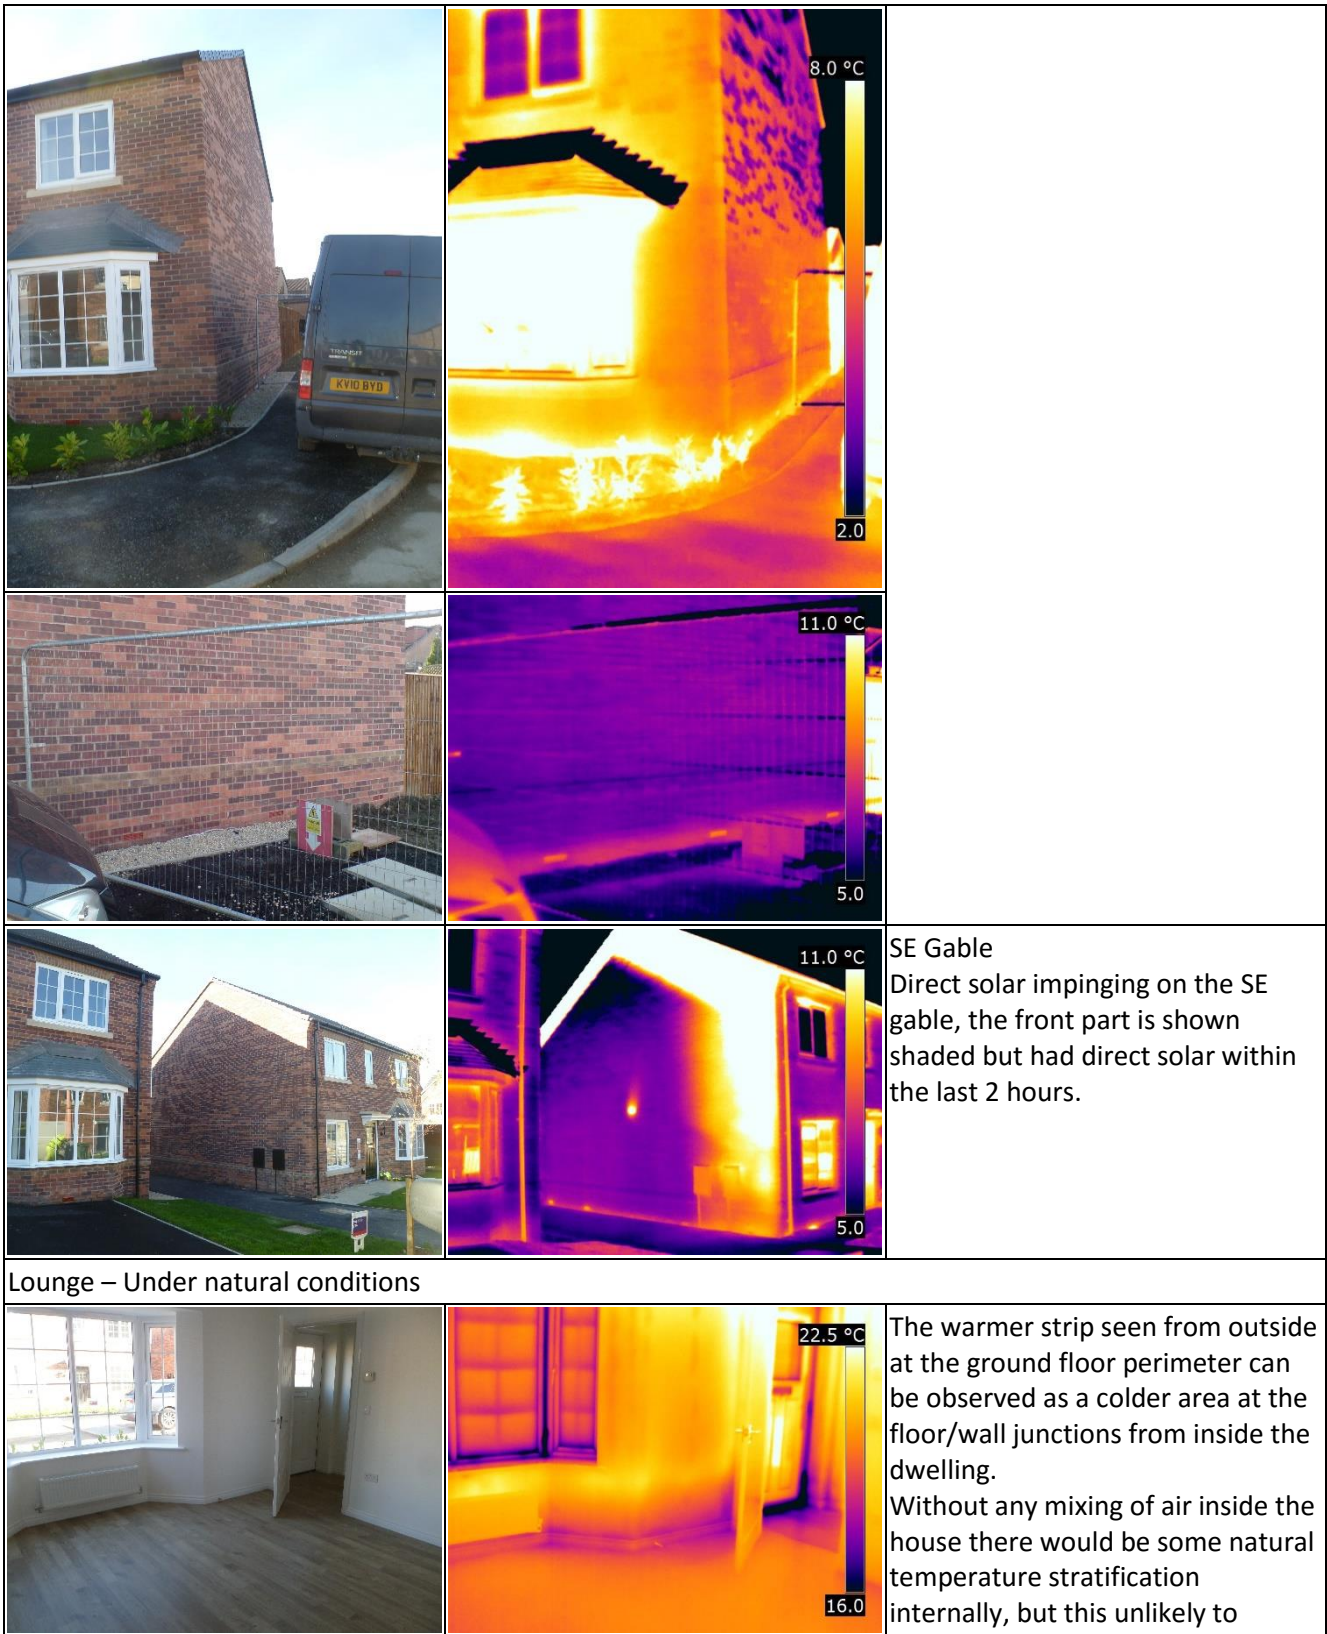 8.0 °C
TRANSIT
KV10 BYD
2.0
11.0 °C
5.0
11.0 °C
5.0
SE Gable
Direct solar impinging on the SE
gable, the front part is shown
shaded but had direct solar within
the last 2 hours.
Lounge – Under natural conditions
22.5 °C
16.0
The warmer strip seen from outside
at the ground floor perimeter can
be observed as a colder area at the
floor/wall junctions from inside the
dwelling.
Without any mixing of air inside the
house there would be some natural
temperature stratification
internally, but this unlikely to